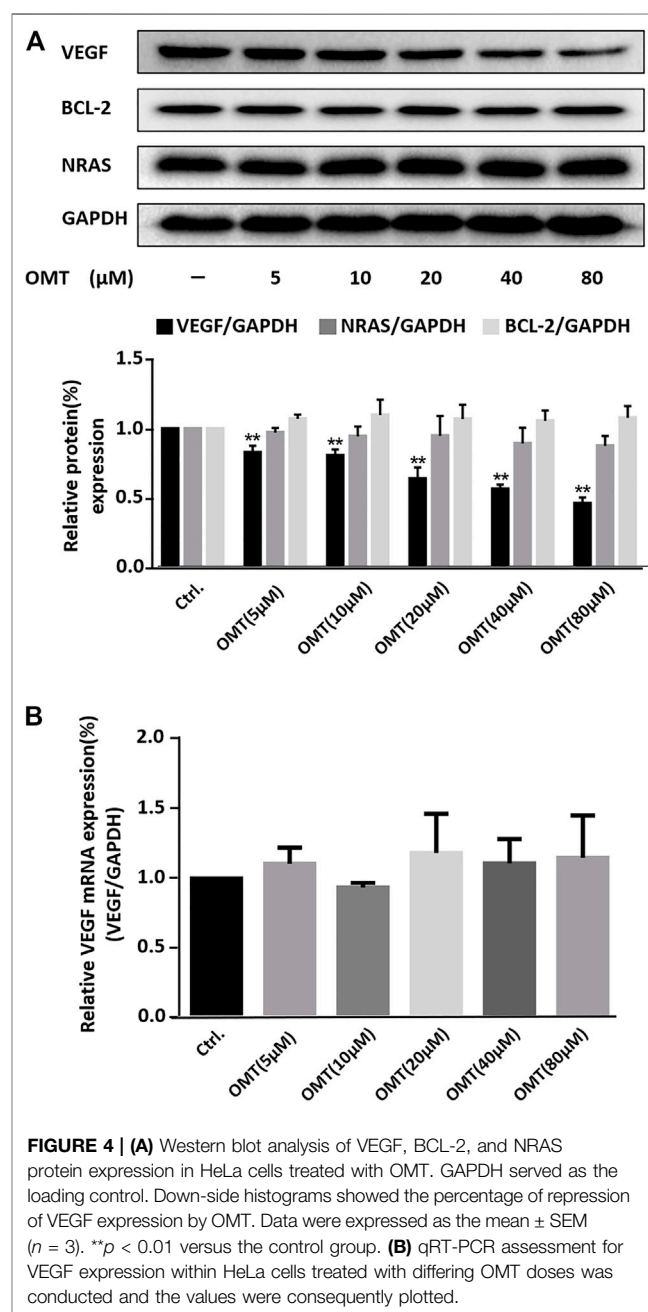 A
VEGF
BCL-2
NRAS
GAPDH
OMT (μM) – 5 10 20 40 80
VEGF/GAPDH NRAS/GAPDH BCL-2/GAPDH
Relative protein(%)
expression
1.5
1.0
0.5
0.0
** ** ** ** **
Ctrl.
OMT(5μM)
OMT(10μM)
OMT(20μM)
OMT(40μM)
OMT(80μM)
B
Relative VEGF mRNA expression(%)
(VEGF/GAPDH)
2.0
1.5
1.0
0.5
0.0
Ctrl.
OMT(5μM)
OMT(10μM)
OMT(20μM)
OMT(40μM)
OMT(80μM)
FIGURE 4 | (A) Western blot analysis of VEGF, BCL-2, and NRAS
protein expression in HeLa cells treated with OMT. GAPDH served as the
loading control. Down-side histograms showed the percentage of repression
of VEGF expression by OMT. Data were expressed as the mean ± SEM
(n = 3). **p < 0.01 versus the control group. (B) qRT-PCR assessment for
VEGF expression within HeLa cells treated with differing OMT doses was
conducted and the values were consequently plotted.